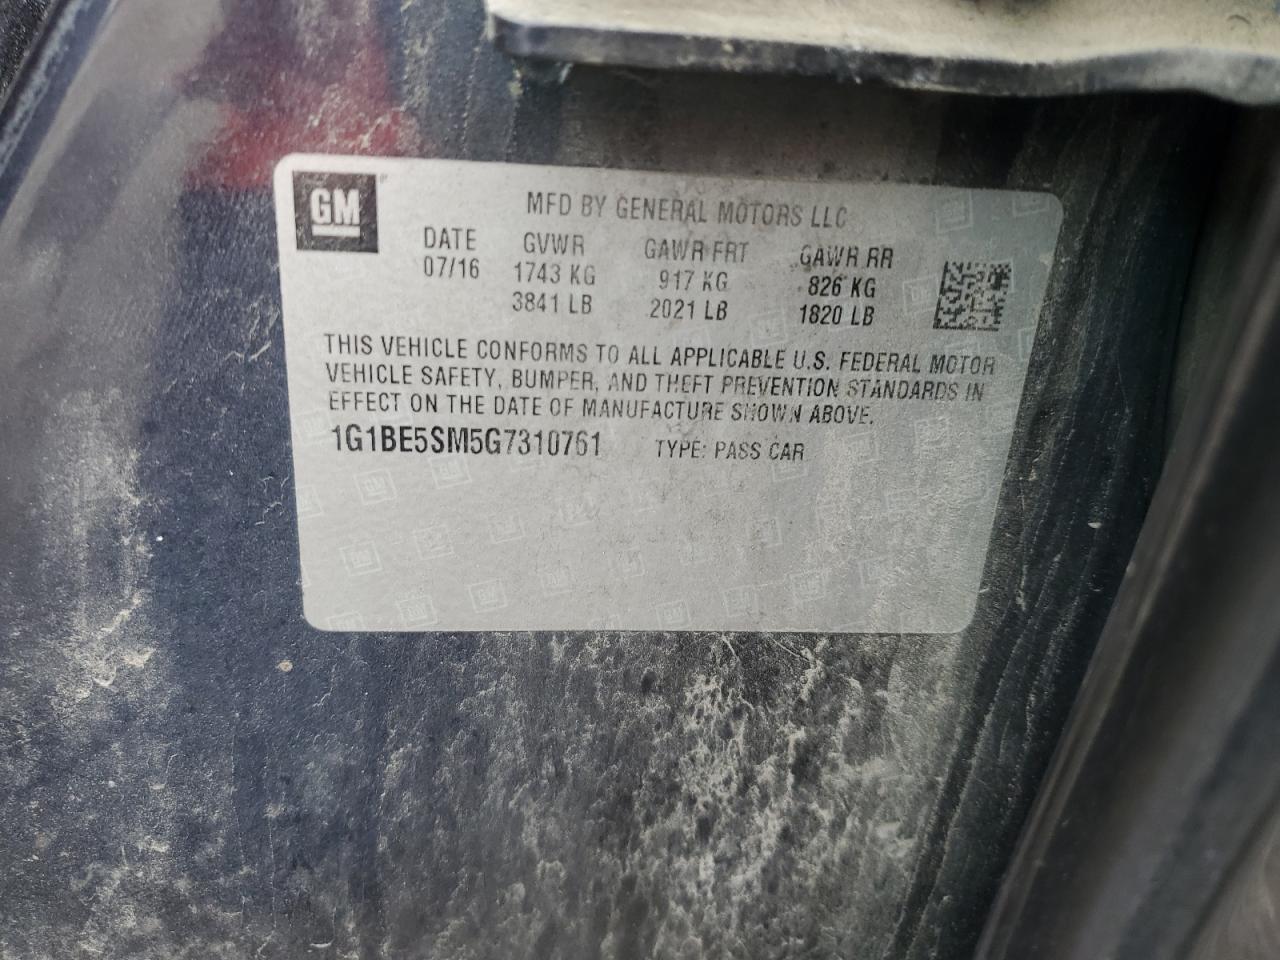 GM
MFD BY GENERAL MOTORS LLC
DATE GVWR GAWR FRT GAWR RR
07/16 1743 KG 917 KG 826 KG
3841 LB 2021 LB 1820 LB
THIS VEHICLE CONFORMS TO ALL APPLICABLE U.S. FEDERAL MOTOR
VEHICLE SAFETY, BUMPER, AND THEFT PREVENTION STANDARDS IN
EFFECT ON THE DATE OF MANUFACTURE SHOWN ABOVE.
1G1BE5SM5G7310761 TYPE: PASS CAR